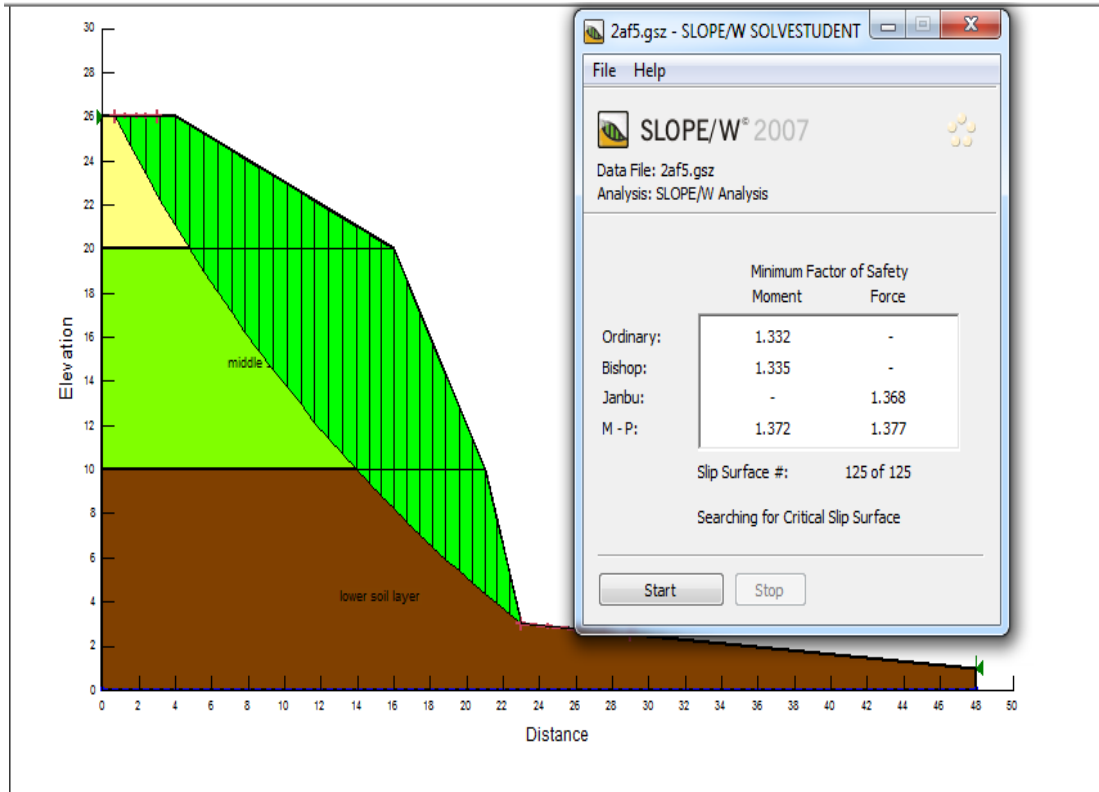 2af5.gsz - SLOPE/W SOLVESTUDENT
File Help
SLOPE/W© 2007
Data File: 2af5.gsz
Analysis: SLOPE/W Analysis
Minimum Factor of Safety
Moment Force
Ordinary: 1.332 -
Bishop: 1.335 -
Janbu: - 1.368
M - P: 1.372 1.377
Slip Surface #: 125 of 125
Searching for Critical Slip Surface
Start Stop
30
28
26
24
22
20
18
16
14
12
10
8
6
4
2
0
Elevation
middle
lower soil layer
0 2 4 6 8 10 12 14 16 18 20 22 24 26 28 30 32 34 36 38 40 42 44 46 48 50
Distance